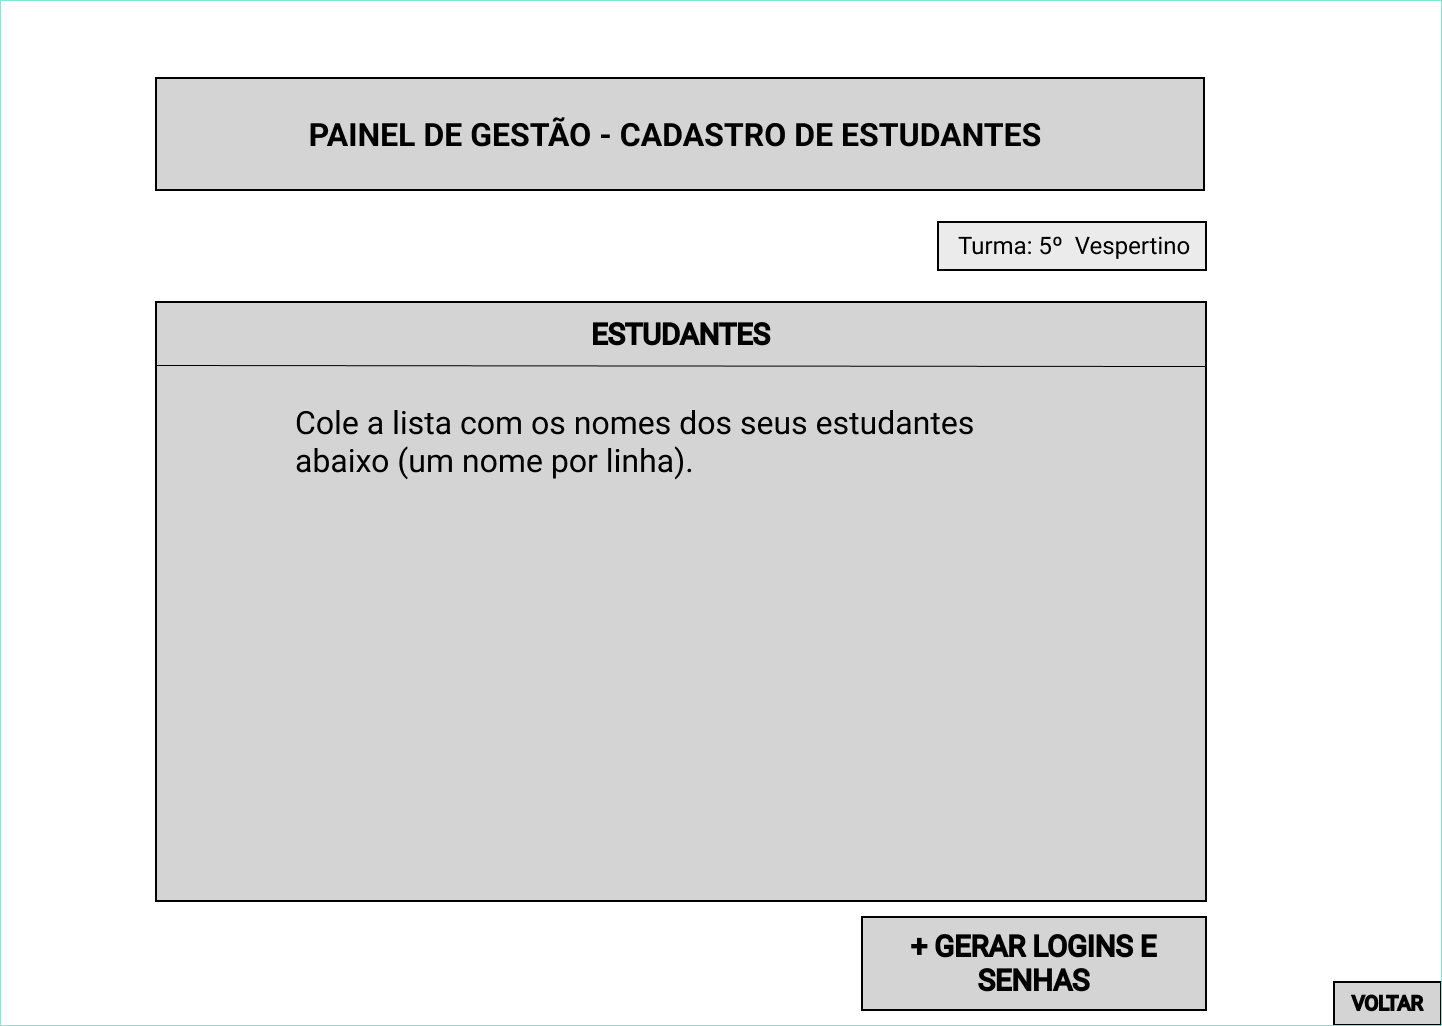 PAINEL DE GESTÃO - CADASTRO DE ESTUDANTES
Turma: 5º  Vespertino
ESTUDANTES
Cole a lista com os nomes dos seus estudantes
abaixo (um nome por linha).
+ GERAR LOGINS E
SENHAS
VOLTAR